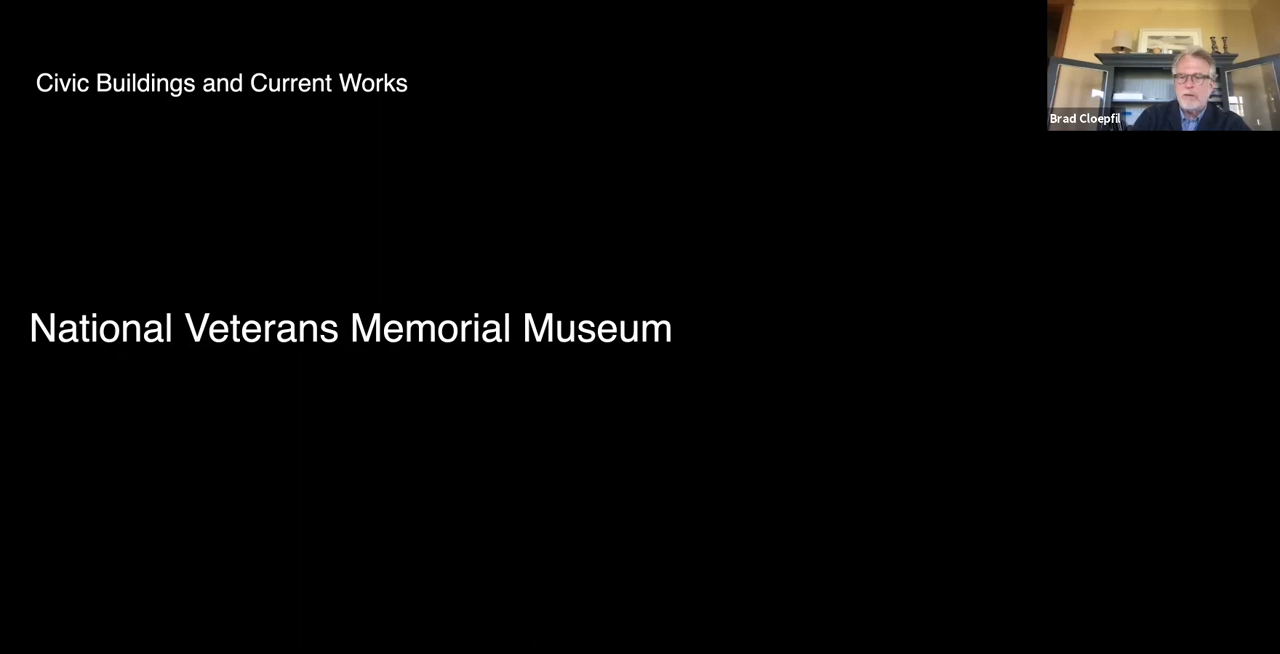 Civic Buildings and Current Works
Brad Cloepfil
National Veterans Memorial Museum